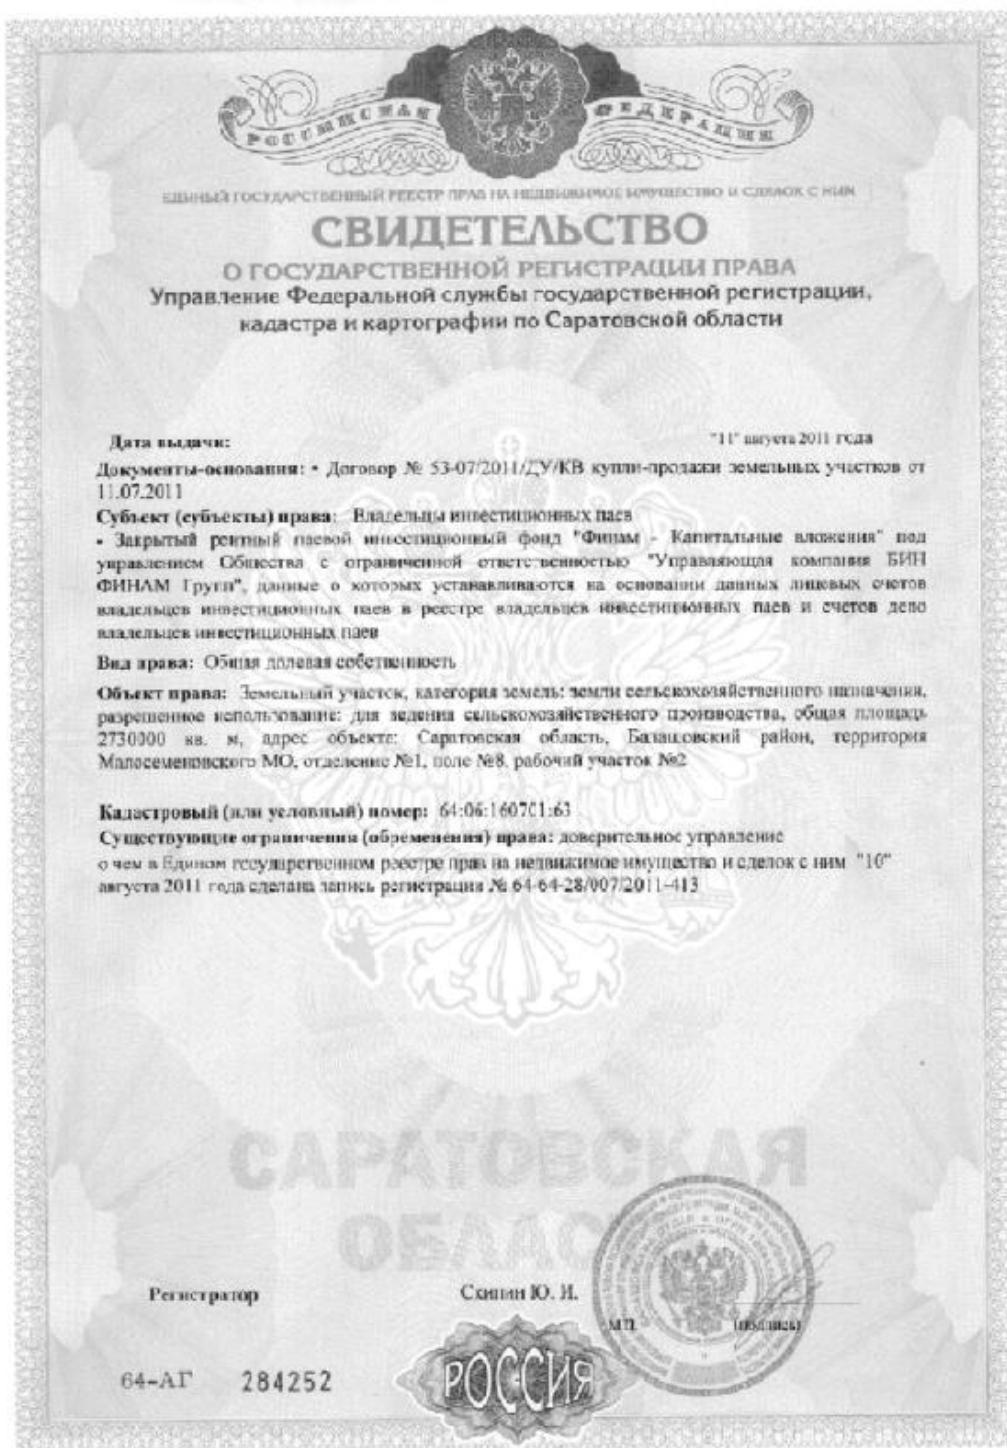 РОССИЙСКАЯ ФЕДЕРАЦИЯ
ЕДИНЫЙ ГОСУДАРСТВЕННЫЙ РЕЕСТР ПРАВ НА НЕДВИЖИМОЕ ИМУЩЕСТВО И СДЕЛОК С НИМ
СВИДЕТЕЛЬСТВО
О ГОСУДАРСТВЕННОЙ РЕГИСТРАЦИИ ПРАВА
Управление Федеральной службы государственной регистрации,
кадастра и картографии по Саратовской области
Дата выдачи: "11" августа 2011 года
Документы-основания: • Договор № 53-07/2011/ДУ/КВ купли-продажи земельных участков от
11.07.2011
Субъект (субъекты) права: Владельцы инвестиционных паев
• Закрытый рентный паевой инвестиционный фонд "Финам - Капитальные вложения" под
управлением Общества с ограниченной ответственностью "Управляющая компания БИН
ФИНАМ Групп", данные о которых устанавливаются на основании данных лицевых счетов
владельцев инвестиционных паев в реестре владельцев инвестиционных паев и счетов депо
владельцев инвестиционных паев
Вид права: Общая долевая собственность
Объект права: Земельный участок, категория земель: земли сельскохозяйственного назначения,
разрешенное использование: для ведения сельскохозяйственного производства, общая площадь
2730000 кв. м, адрес объекта: Саратовская область, Балашовский район, территория
Малосеменовского МО, отделение №1, поле №8, рабочий участок №2
Кадастровый (или условный) номер: 64:06:160701:63
Существующие ограничения (обременения) права: доверительное управление
о чем в Едином государственном реестре прав на недвижимое имущество и сделок с ним "10"
августа 2011 года сделана запись регистрации № 64-64-28/007/2011-413
САРАТОВСКАЯ
ОБЛАС
Регистратор Скипин Ю. И.
М.П. (подпись)
64-АГ 284252
РОССИЯ